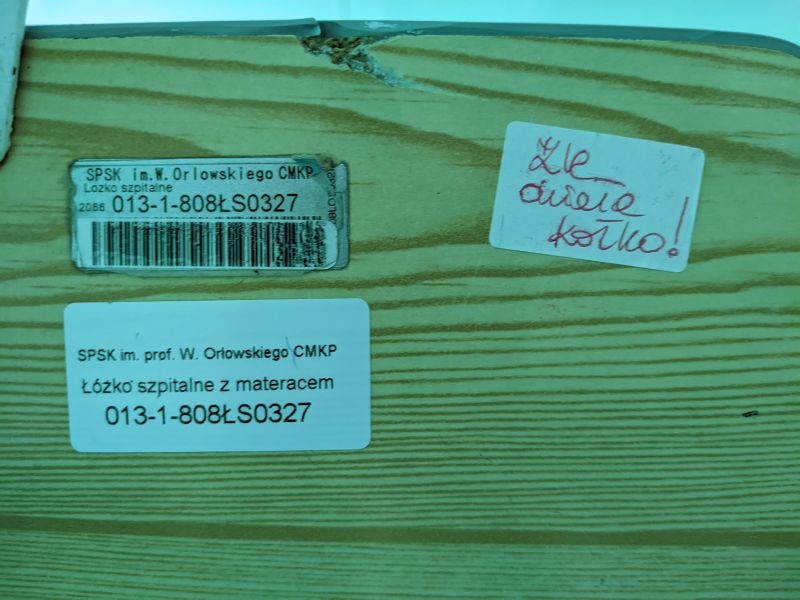 SPSK im.W.Orlowskiego CMKP
Lozko szpitalne
2066 013-1-808ŁS0327
Źle
działa
kółko!
SPSK im. prof. W. Orłowskiego CMKP
Łóżko szpitalne z materacem
013-1-808ŁS0327